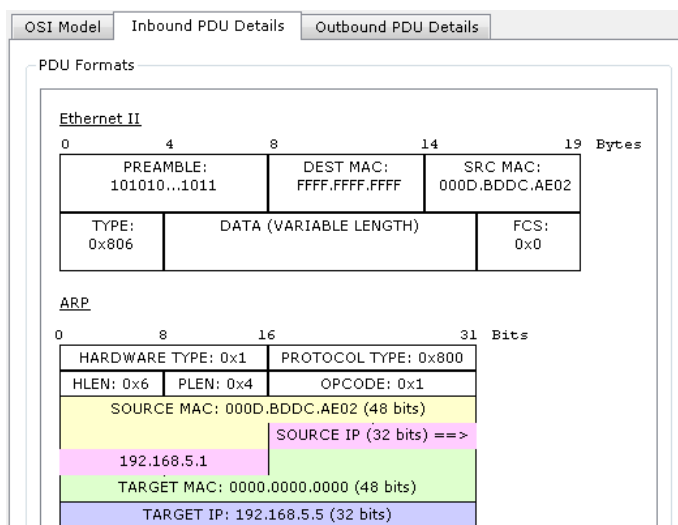 OSI Model Inbound PDU Details Outbound PDU Details
PDU Formats
Ethernet II
0 4 8 14 19 Bytes
PREAMBLE: DEST MAC: SRC MAC:
101010...1011 FFFF.FFFF.FFFF 000D.BDDC.AE02
TYPE: DATA (VARIABLE LENGTH) FCS:
0x806 0x0
ARP
0 8 16 31 Bits
HARDWARE TYPE: 0x1 PROTOCOL TYPE: 0x800
HLEN: 0x6 PLEN: 0x4 OPCODE: 0x1
SOURCE MAC: 000D.BDDC.AE02 (48 bits)
SOURCE IP (32 bits) ==>
192.168.5.1
TARGET MAC: 0000.0000.0000 (48 bits)
TARGET IP: 192.168.5.5 (32 bits)